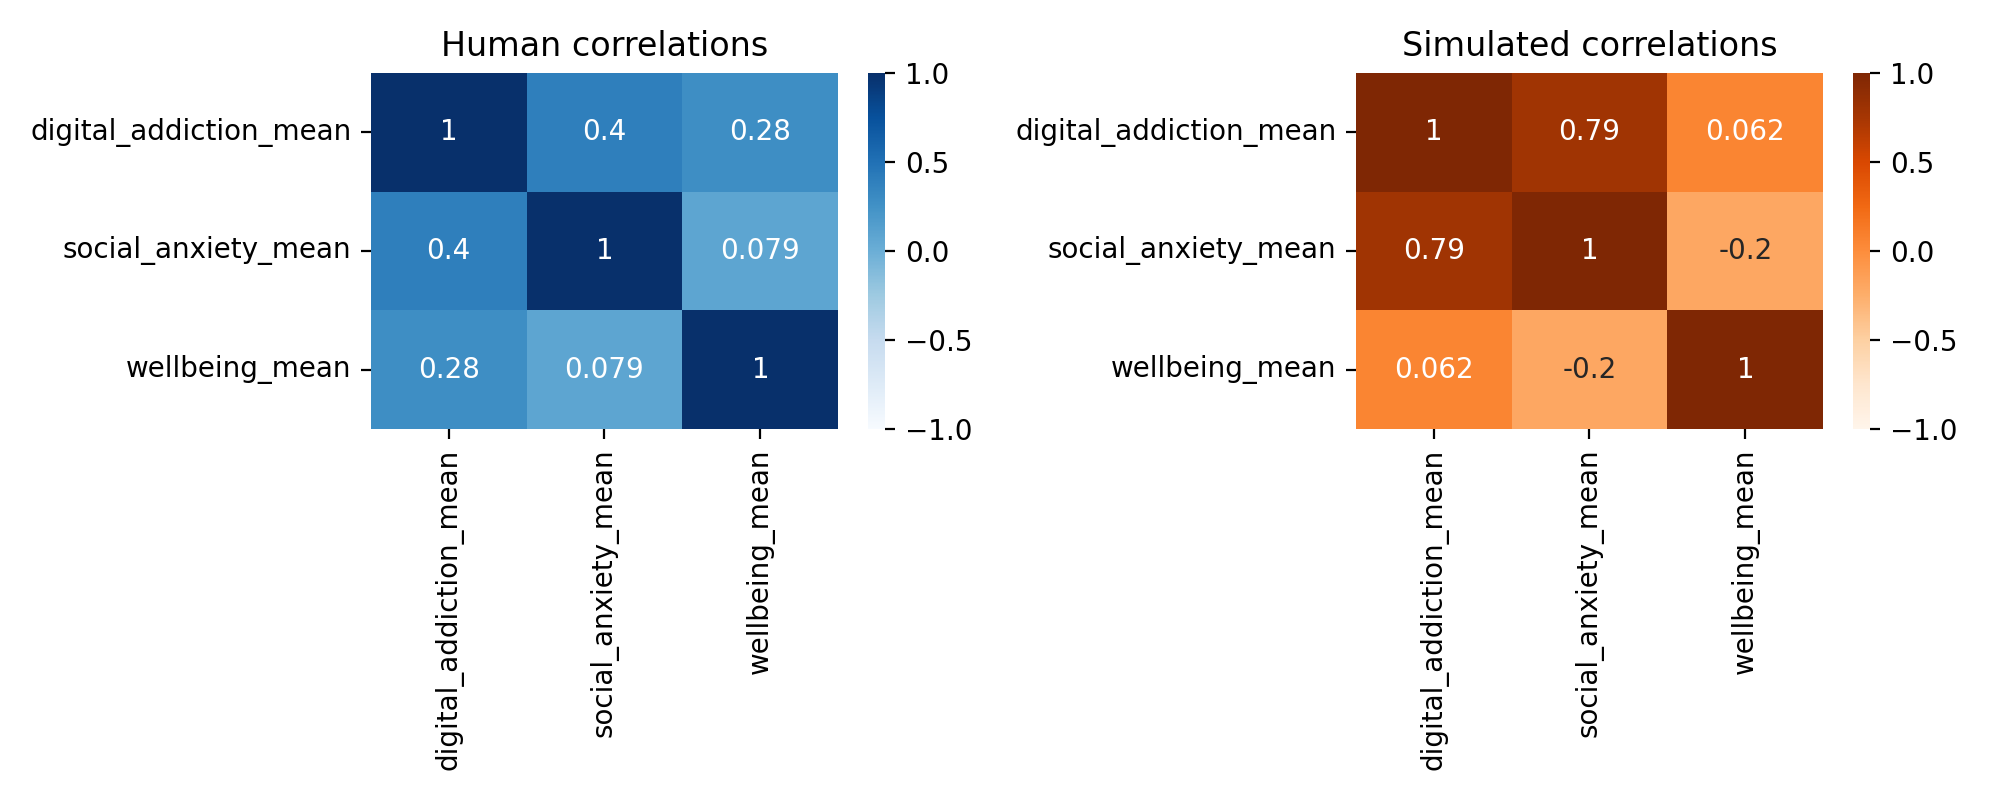 Human correlations
digital_addiction_mean
social_anxiety_mean
wellbeing_mean
1 0.4 0.28
0.4 1 0.079
0.28 0.079 1
1.0
0.5
0.0
−0.5
−1.0
digital_addiction_mean
social_anxiety_mean
wellbeing_mean
Simulated correlations
digital_addiction_mean
social_anxiety_mean
wellbeing_mean
1 0.79 0.062
0.79 1 -0.2
0.062 -0.2 1
1.0
0.5
0.0
−0.5
−1.0
digital_addiction_mean
social_anxiety_mean
wellbeing_mean